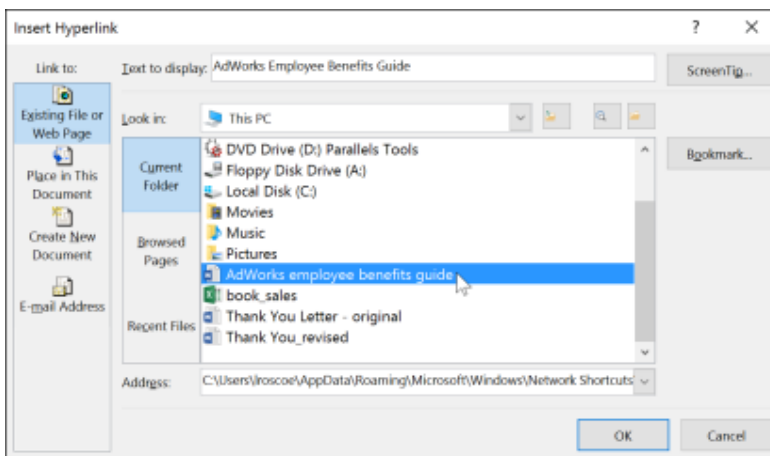 Insert Hyperlink
? X
Link to:
Text to display: AdWorks Employee Benefits Guide
ScreenTip...
Existing File or
Web Page
Look in: This PC
Place in This
Document
Create New
Document
E-mail Address
Current
Folder
Browsed
Pages
Recent Files
DVD Drive (D:) Parallels Tools
Floppy Disk Drive (A:)
Local Disk (C:)
Movies
Music
Pictures
AdWorks employee benefits guide
book_sales
Thank You Letter - original
Thank You_revised
Bookmark...
Address: C:\Users\lroscoe\AppData\Roaming\Microsoft\Windows\Network Shortcuts
OK
Cancel